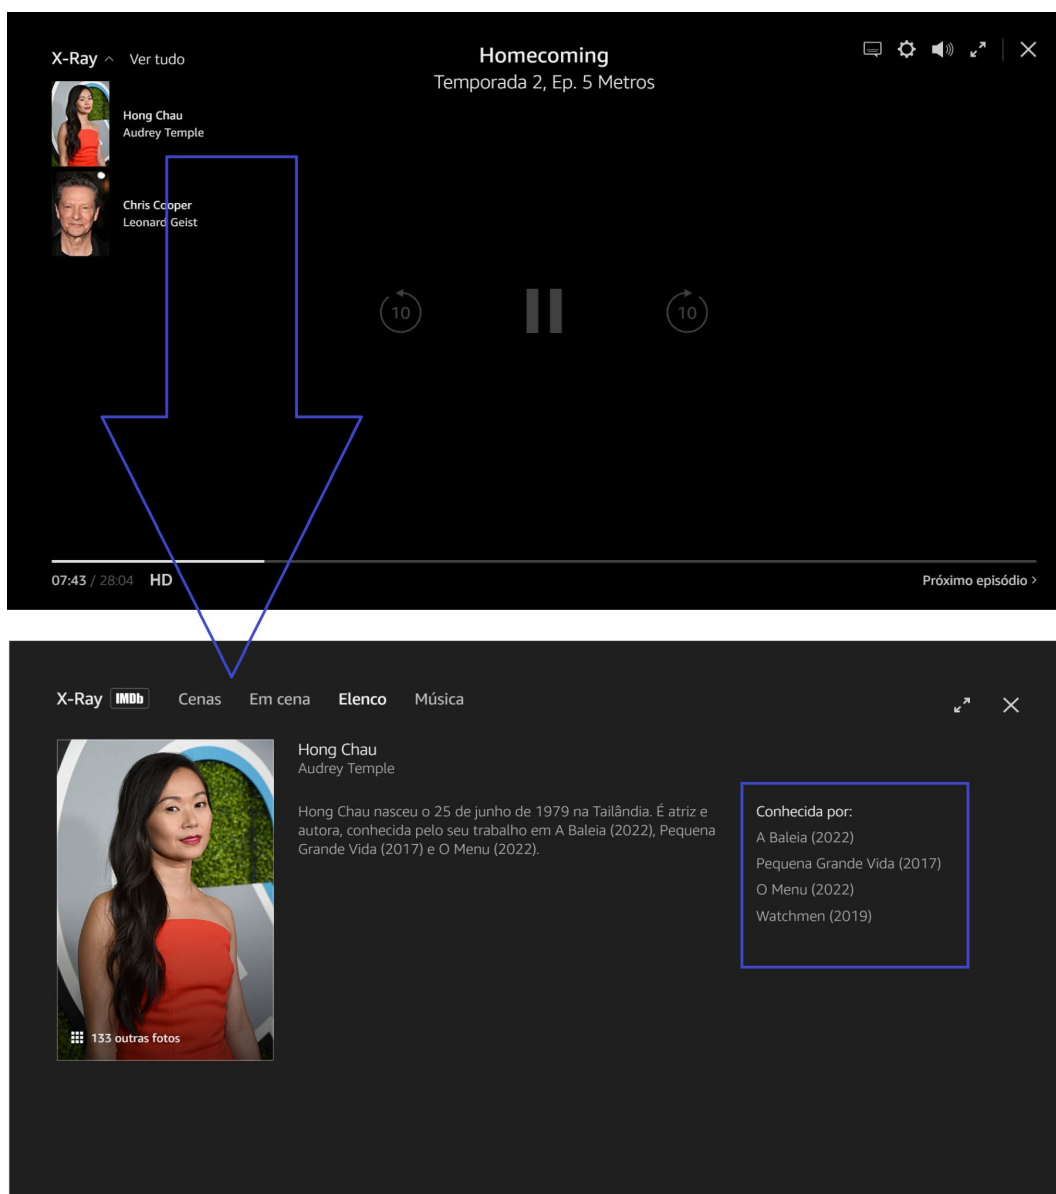 X-Ray Ver tudo
Homecoming
Temporada 2, Ep. 5 Metros
Hong Chau
Audrey Temple
Chris Cooper
Leonard Geist
10
10
07:43 / 28:04 HD
Próximo episódio >
X-Ray IMDb Cenas Em cena Elenco Música
Hong Chau
Audrey Temple
Hong Chau nasceu o 25 de junho de 1979 na Tailândia. É atriz e
autora, conhecida pelo seu trabalho em A Baleia (2022), Pequena
Grande Vida (2017) e O Menu (2022).
Conhecida por:
A Baleia (2022)
Pequena Grande Vida (2017)
O Menu (2022)
Watchmen (2019)
133 outras fotos